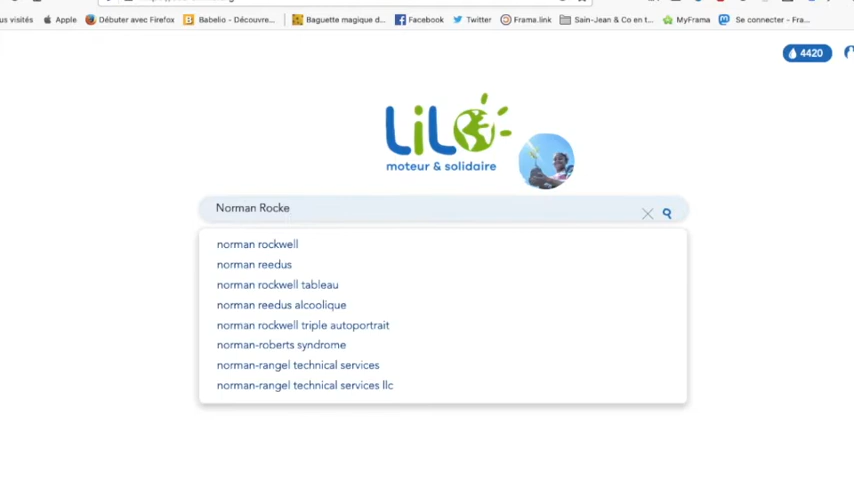 us visités Apple Débuter avec Firefox Babelio - Découvre... Baguette magique d... Facebook Twitter Frama.link Sain-Jean & Co en t... MyFrama Se connecter - Fra...
4420
LiLO
moteur & solidaire
Norman Rocke
norman rockwell
norman reedus
norman rockwell tableau
norman reedus alcoolique
norman rockwell triple autoportrait
norman-roberts syndrome
norman-rangel technical services
norman-rangel technical services llc